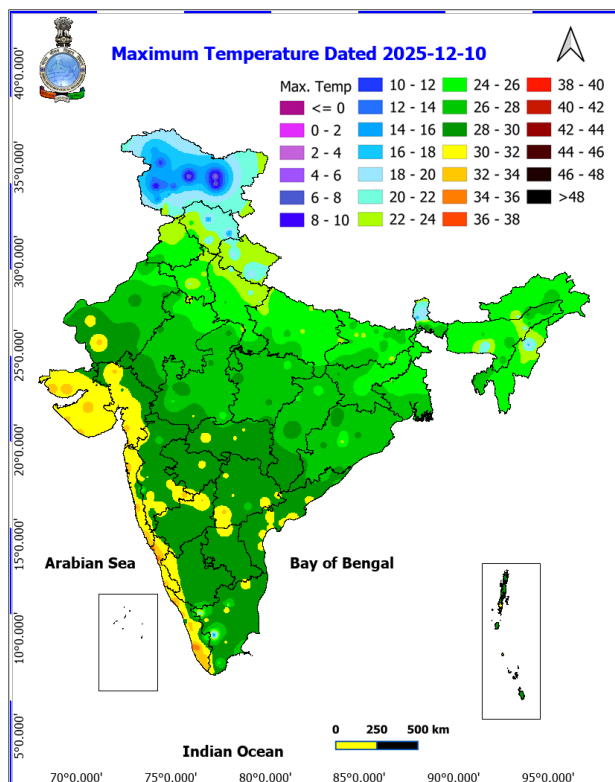 Maximum Temperature Dated 2025-12-10
Max. Temp
<= 0
0 - 2
2 - 4
4 - 6
6 - 8
8 - 10
10 - 12
12 - 14
14 - 16
16 - 18
18 - 20
20 - 22
22 - 24
24 - 26
26 - 28
28 - 30
30 - 32
32 - 34
34 - 36
36 - 38
38 - 40
40 - 42
42 - 44
44 - 46
46 - 48
>48
40°0.000'
35°0.000'
30°0.000'
25°0.000'
20°0.000'
15°0.000'
10°0.000'
5°0.000'
Arabian Sea
Bay of Bengal
0 250 500 km
Indian Ocean
70°0.000' 75°0.000' 80°0.000' 85°0.000' 90°0.000' 95°0.000'